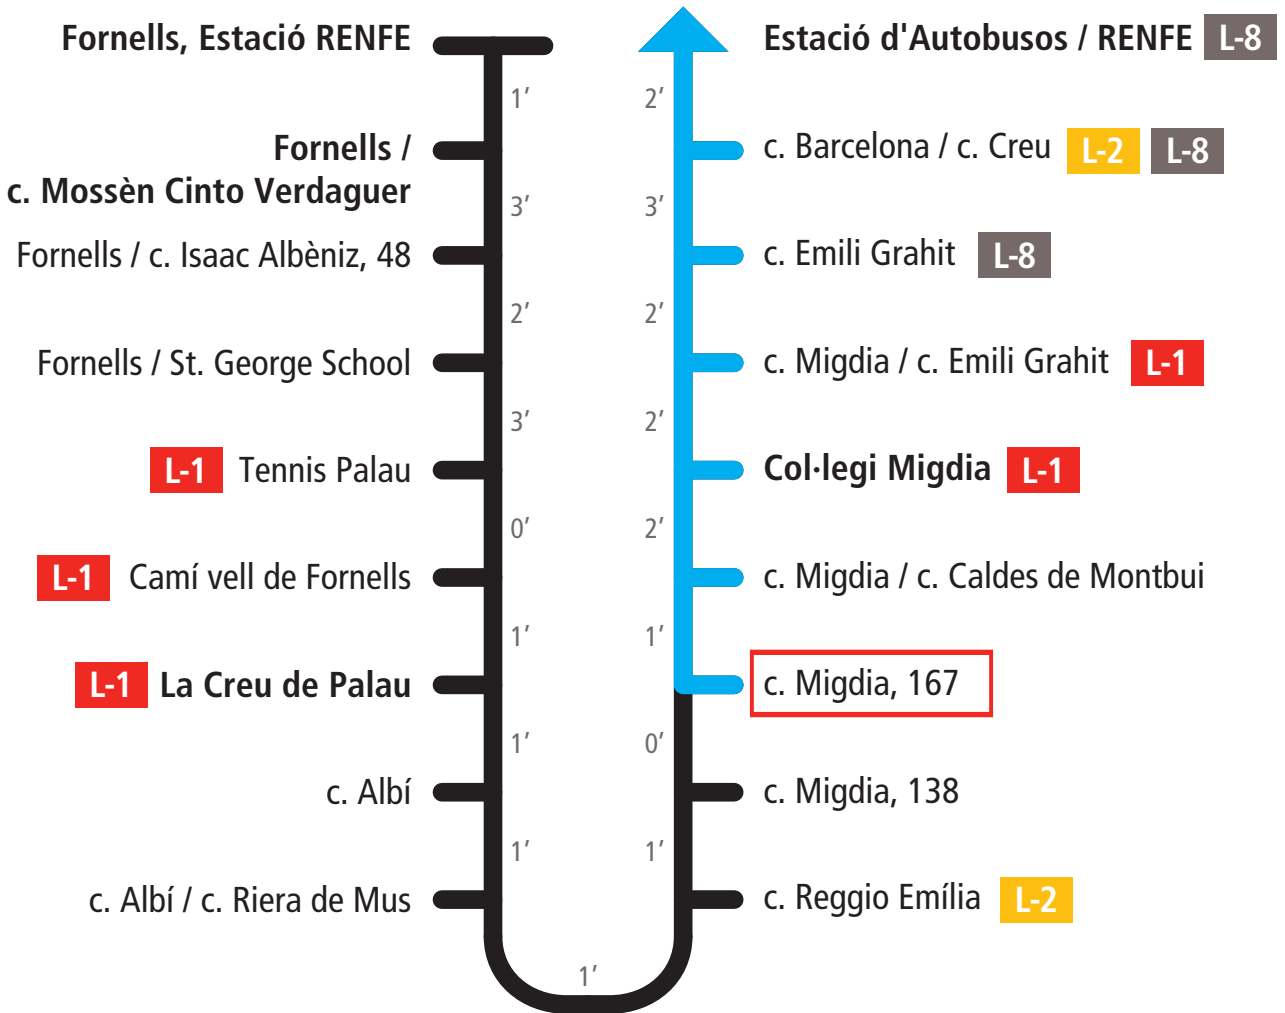 Fornells, Estació RENFE
1’
Fornells /
c. Mossèn Cinto Verdaguer
3’
Fornells / c. Isaac Albèniz, 48
2’
Fornells / St. George School
3’
L-1 Tennis Palau
0’
L-1 Camí vell de Fornells
1’
L-1 La Creu de Palau
1’
c. Albí
1’
c. Albí / c. Riera de Mus
1’
Estació d'Autobusos / RENFE L-8
2’
c. Barcelona / c. Creu L-2 L-8
3’
c. Emili Grahit L-8
2’
c. Migdia / c. Emili Grahit L-1
2’
Col·legi Migdia L-1
2’
c. Migdia / c. Caldes de Montbui
1’
c. Migdia, 167
0’
c. Migdia, 138
1’
c. Reggio Emília L-2